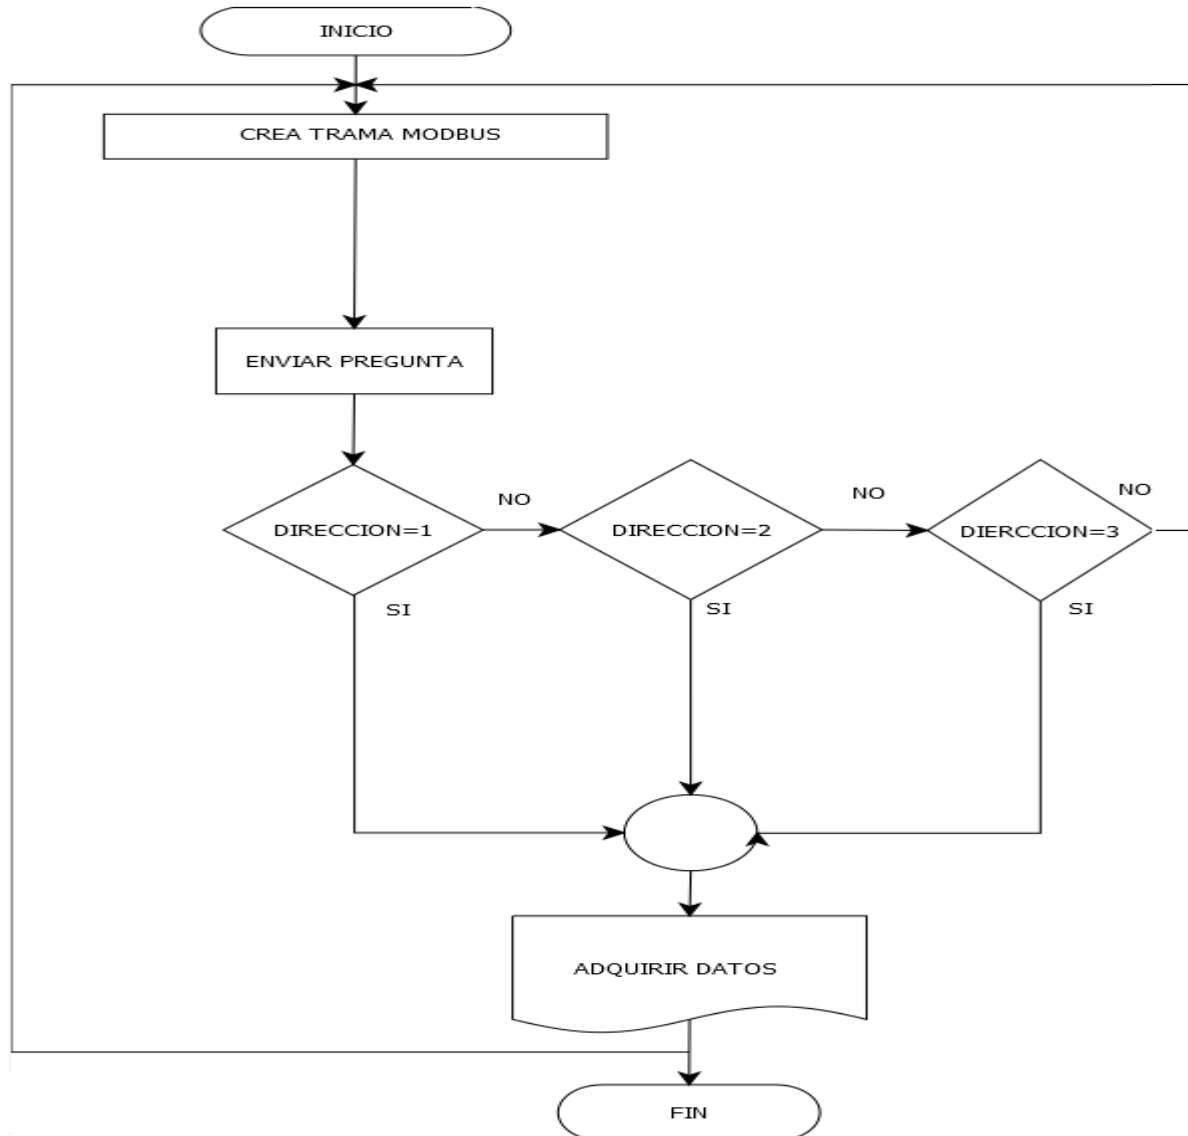 INICIO
CREA TRAMA MODBUS
ENVIAR PREGUNTA
DIRECCION=1
NO
DIRECCION=2
NO
DIERCCION=3
NO
SI
SI
SI
ADQUIRIR DATOS
FIN